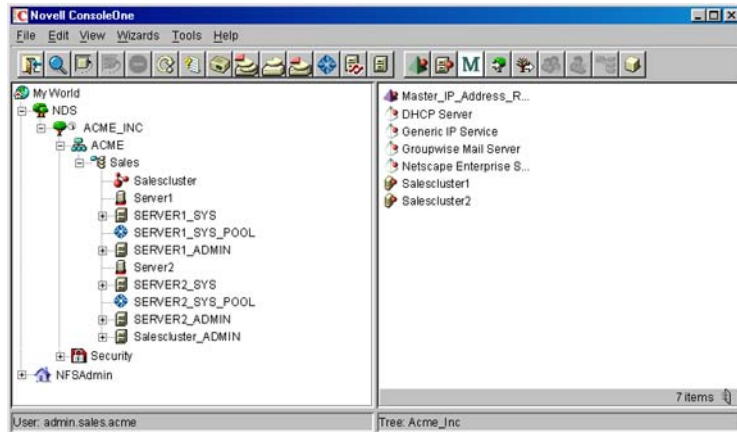 Novell ConsoleOne
File Edit View Wizards Tools Help
M
My World
NDS
ACME_INC
ACME
Sales
Salescluster
Server1
SERVER1_SYS
SERVER1_SYS_POOL
SERVER1_ADMIN
Server2
SERVER2_SYS
SERVER2_SYS_POOL
SERVER2_ADMIN
Salescluster_ADMIN
Security
NFSAdmin
Master_IP_Address_R...
DHCP Server
Generic IP Service
Groupwise Mail Server
Netscape Enterprise S...
Salescluster1
Salescluster2
7 items
User: admin.sales.acme
Tree: Acme_Inc